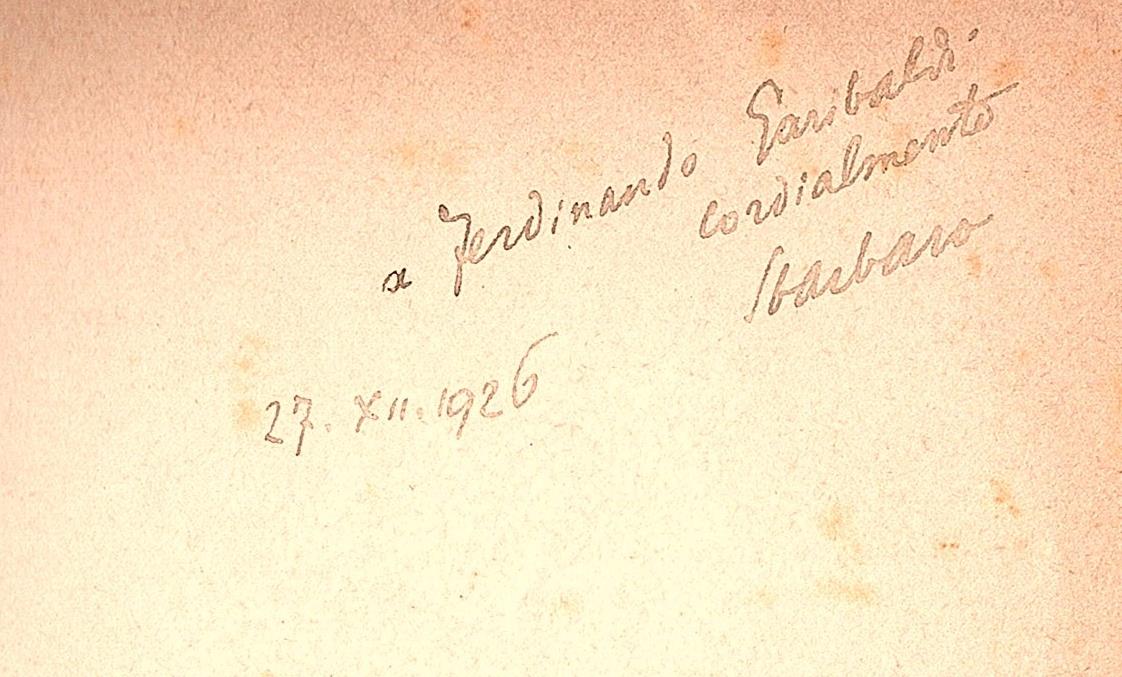 a Ferdinando Garibaldi
cordialmente
Sbarbaro
27. XII. 1926